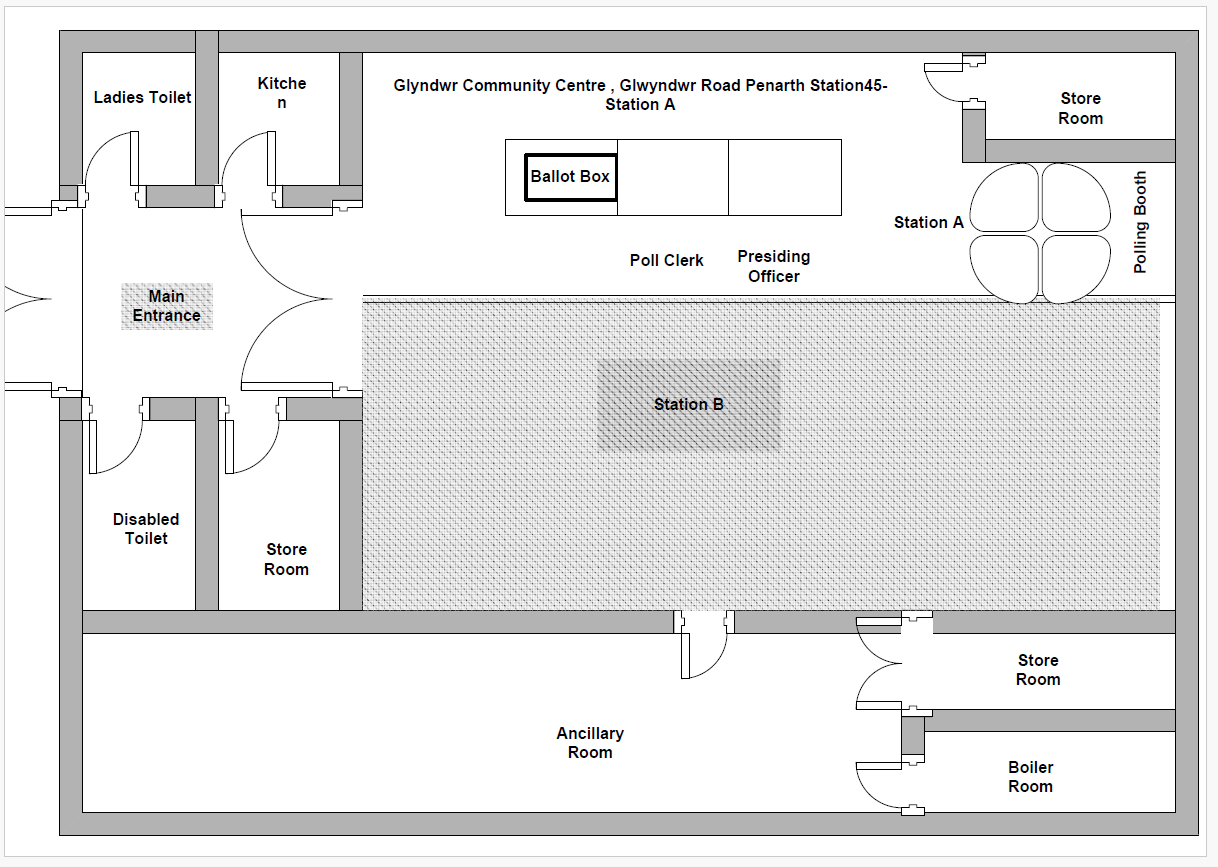 Ladies Toilet
Kitche
n
Glyndwr Community Centre , Glwyndwr Road Penarth Station45-
Station A
Store
Room
Ballot Box
Polling Booth
Station A
Poll Clerk
Presiding
Officer
Main
Entrance
Station B
Disabled
Toilet
Store
Room
Store
Room
Ancillary
Room
Boiler
Room